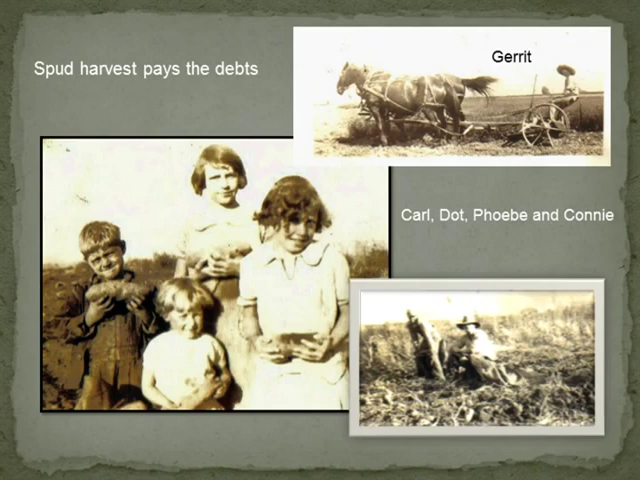 Spud harvest pays the debts
Gerrit
Carl, Dot, Phoebe and Connie